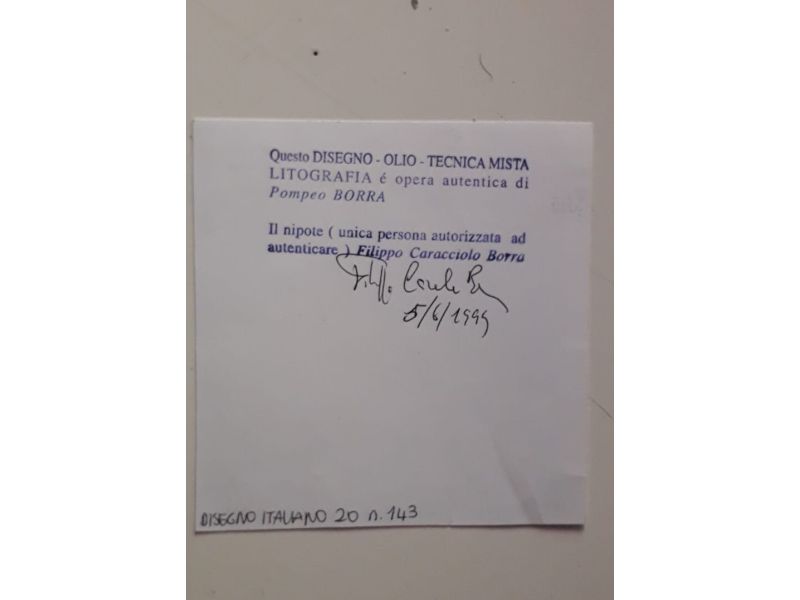 Questo DISEGNO - OLIO - TECNICA MISTA
LITOGRAFIA é opera autentica di
Pompeo BORRA
Il nipote ( unica persona autorizzata ad
autenticare ) Filippo Caracciolo Borra
5/6/1999
DISEGNO ITALIANO 20 n. 143